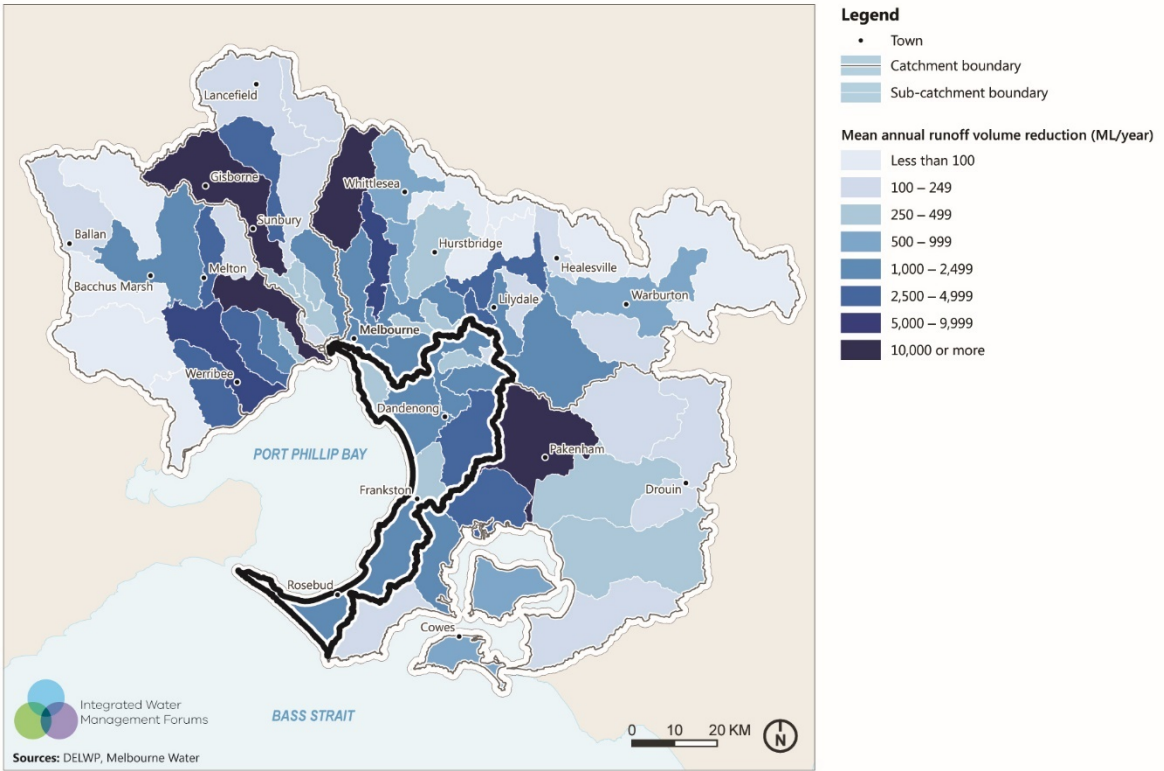 Lancefield
Gisborne
Whittlesea
Sunbury
Ballan
Hurstbridge
Melton
Healesville
Bacchus Marsh
Lilydale
Warburton
Melbourne
Werribee
Dandenong
PORT PHILLIP BAY
Pakenham
Frankston
Drouin
Rosebud
Cowes
BASS STRAIT
Integrated Water
Management Forums
0 10 20 KM
N
Sources: DELWP, Melbourne Water
Legend
Town
Catchment boundary
Sub-catchment boundary
Mean annual runoff volume reduction (ML/year)
Less than 100
100 – 249
250 – 499
500 – 999
1,000 – 2,499
2,500 – 4,999
5,000 – 9,999
10,000 or more